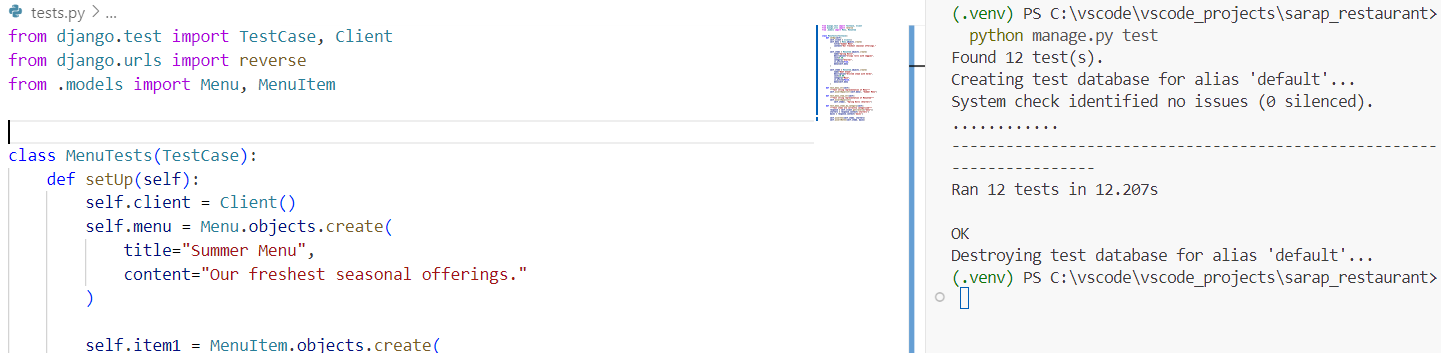 tests.py > ...
from django.test import TestCase, Client
from django.urls import reverse
from .models import Menu, MenuItem
class MenuTests(TestCase):
def setUp(self):
self.client = Client()
self.menu = Menu.objects.create(
title="Summer Menu",
content="Our freshest seasonal offerings."
)
self.item1 = MenuItem.objects.create(
(.venv) PS C:\vscode\vscode_projects\sarap_restaurant>
python manage.py test
Found 12 test(s).
Creating test database for alias 'default'...
System check identified no issues (0 silenced).
............
----------------------------------------------------------------------
Ran 12 tests in 12.207s
OK
Destroying test database for alias 'default'...
(.venv) PS C:\vscode\vscode_projects\sarap_restaurant>